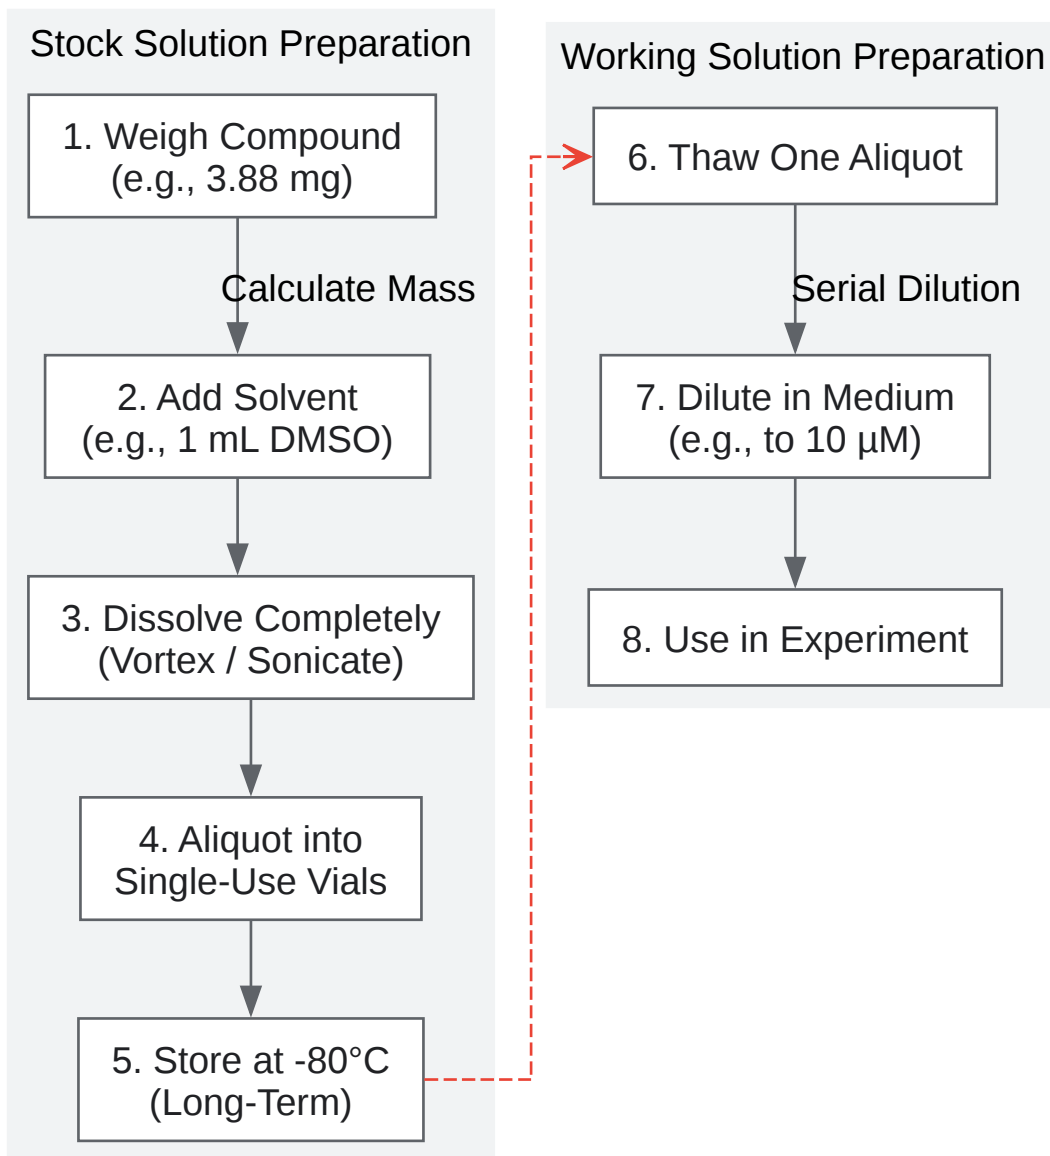 Stock Solution Preparation
1. Weigh Compound
(e.g., 3.88 mg)
Calculate Mass
2. Add Solvent
(e.g., 1 mL DMSO)
3. Dissolve Completely
(Vortex / Sonicate)
4. Aliquot into
Single-Use Vials
5. Store at -80°C
(Long-Term)
Working Solution Preparation
6. Thaw One Aliquot
Serial Dilution
7. Dilute in Medium
(e.g., to 10 µM)
8. Use in Experiment